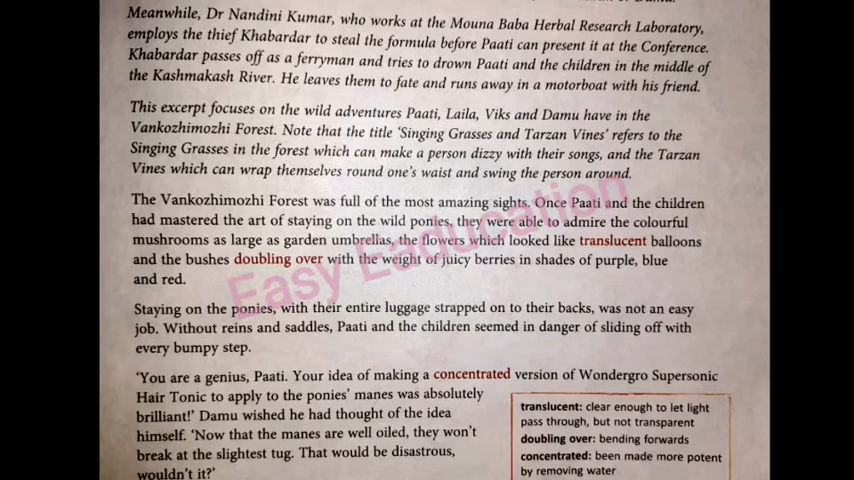 Meanwhile, Dr Nandini Kumar, who works at the Mouna Baba Herbal Research Laboratory,
employs the thief Khabardar to steal the formula before Paati can present it at the Conference.
Khabardar passes off as a ferryman and tries to drown Paati and the children in the middle of
the Kashmakash River. He leaves them to fate and runs away in a motorboat with his friend.
This excerpt focuses on the wild adventures Paati, Laila, Viks and Damu have in the
Vankozhimozhi Forest. Note that the title ‘Singing Grasses and Tarzan Vines’ refers to the
Singing Grasses in the forest which can make a person dizzy with their songs, and the Tarzan
Vines which can wrap themselves round one's waist and swing the person around.
The Vankozhimozhi Forest was full of the most amazing sights. Once Paati and the children
had mastered the art of staying on the wild ponies, they were able to admire the colourful
mushrooms as large as garden umbrellas, the flowers which looked like translucent balloons
and the bushes doubling over with the weight of juicy berries in shades of purple, blue
and red.
Easy Eaducation
Staying on the ponies, with their entire luggage strapped on to their backs, was not an easy
job. Without reins and saddles, Paati and the children seemed in danger of sliding off with
every bumpy step.
‘You are a genius, Paati. Your idea of making a concentrated version of Wondergro Supersonic
Hair Tonic to apply to the ponies’ manes was absolutely
brilliant!’ Damu wished he had thought of the idea
himself. ‘Now that the manes are well oiled, they won’t
break at the slightest tug. That would be disastrous,
wouldn’t it?’
translucent: clear enough to let light
pass through, but not transparent
doubling over: bending forwards
concentrated: been made more potent
by removing water